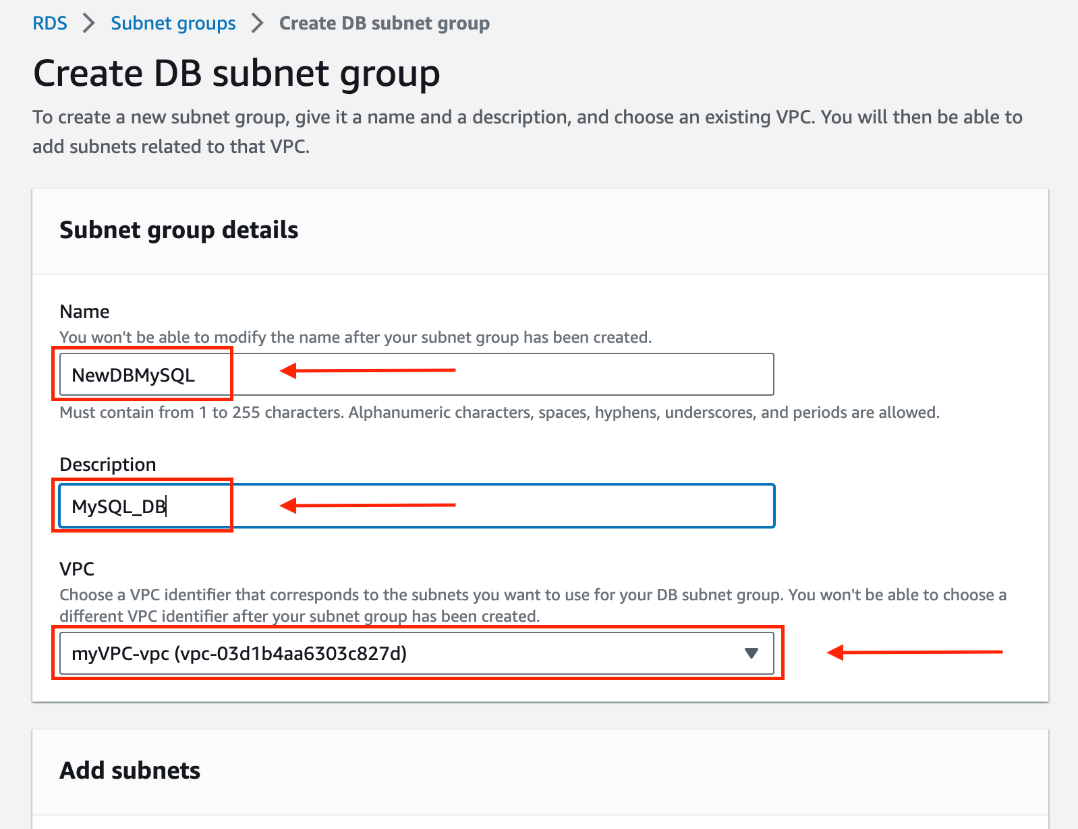 RDS > Subnet groups > Create DB subnet group
Create DB subnet group
To create a new subnet group, give it a name and a description, and choose an existing VPC. You will then be able to
add subnets related to that VPC.
Subnet group details
Name
You won't be able to modify the name after your subnet group has been created.
NewDBMySQL
Must contain from 1 to 255 characters. Alphanumeric characters, spaces, hyphens, underscores, and periods are allowed.
Description
MySQL_DB
VPC
Choose a VPC identifier that corresponds to the subnets you want to use for your DB subnet group. You won't be able to choose a
different VPC identifier after your subnet group has been created.
myVPC-vpc (vpc-03d1b4aa6303c827d)
Add subnets